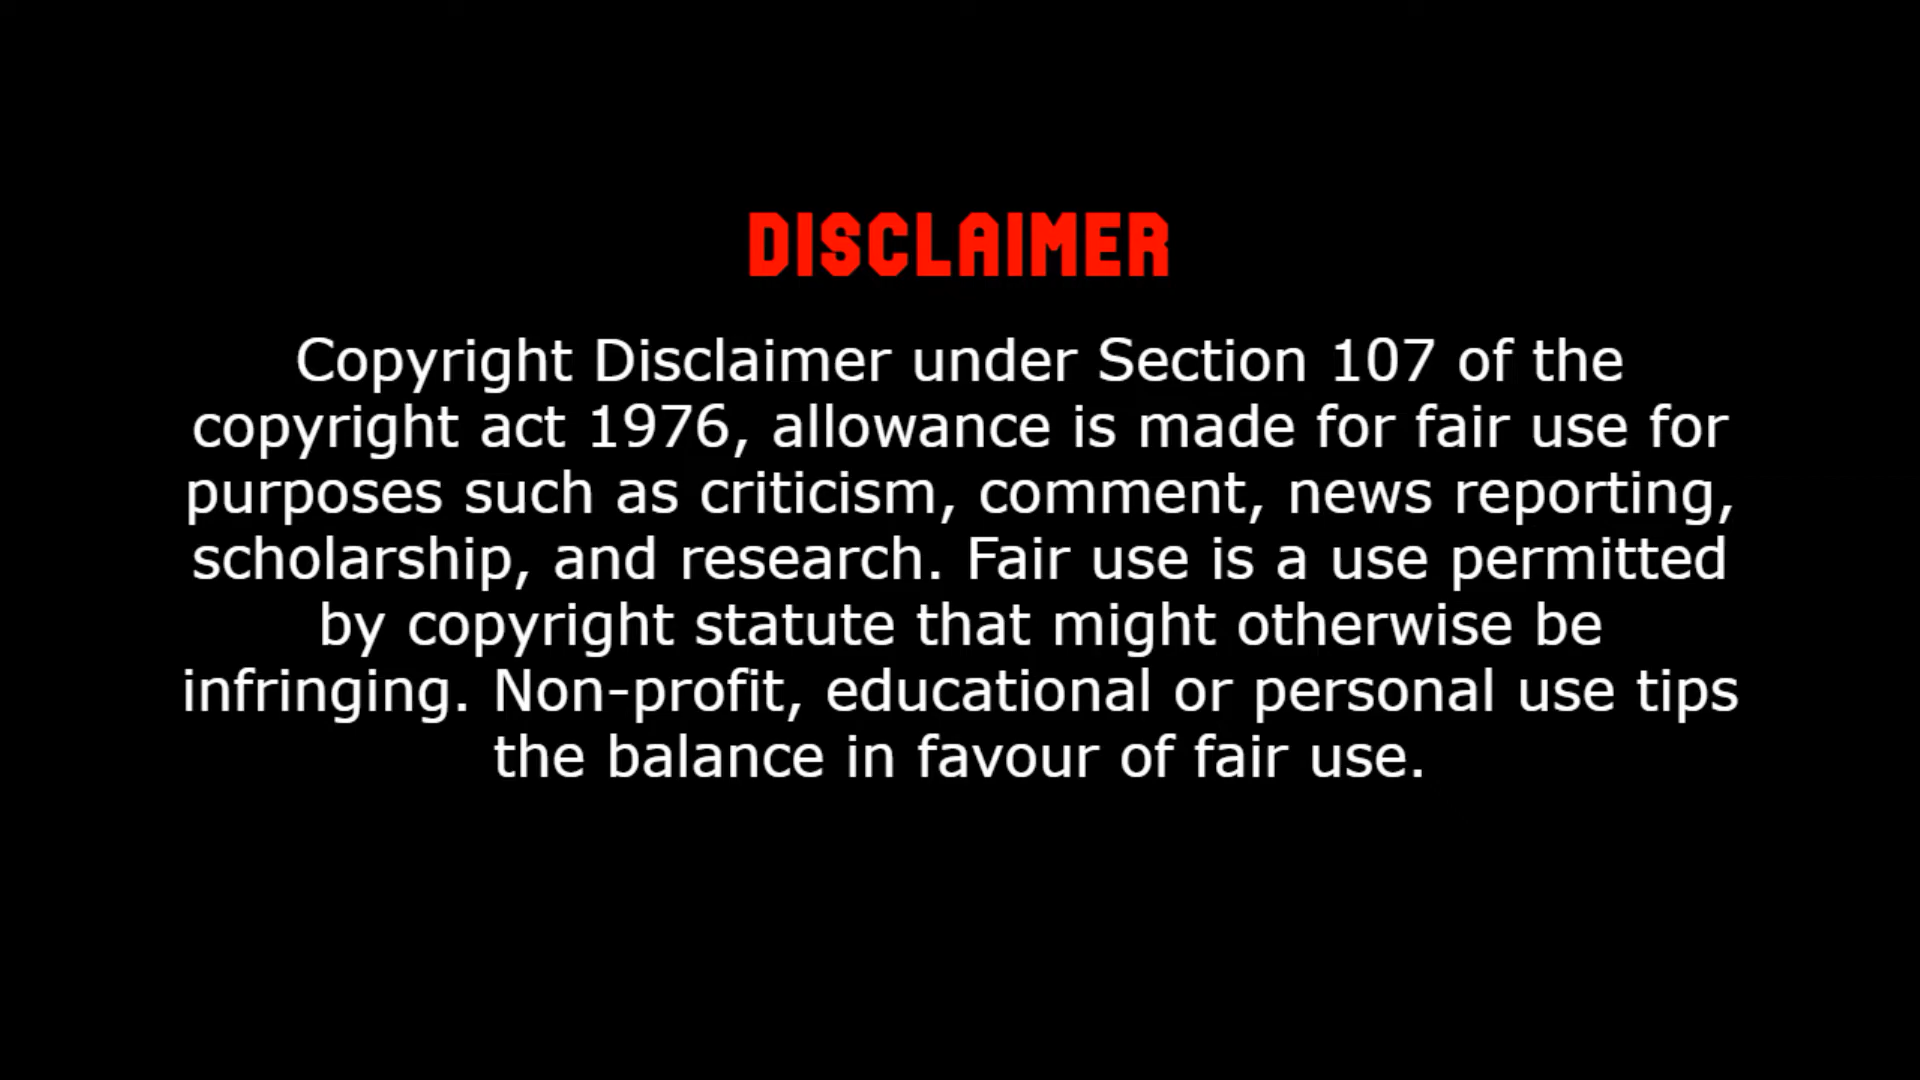 DISCLAIMER
Copyright Disclaimer under Section 107 of the
copyright act 1976, allowance is made for fair use for
purposes such as criticism, comment, news reporting,
scholarship, and research. Fair use is a use permitted
by copyright statute that might otherwise be
infringing. Non-profit, educational or personal use tips
the balance in favour of fair use.